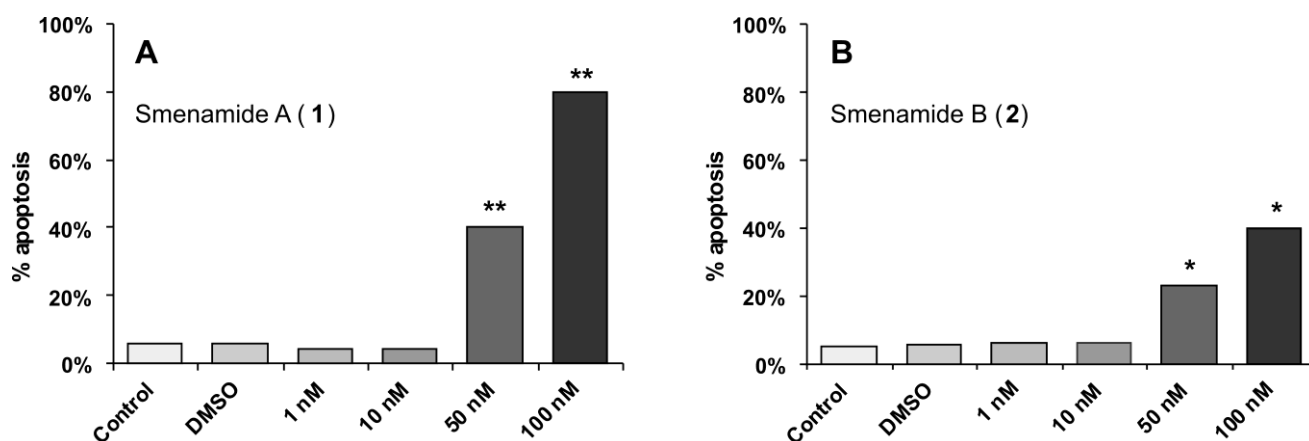 A
Smenamide A (1)
% apoptosis
100%
80%
60%
40%
20%
0%
**
**
Control
DMSO
1 nM
10 nM
50 nM
100 nM
B
Smenamide B (2)
% apoptosis
100%
80%
60%
40%
20%
0%
*
*
Control
DMSO
1 nM
10 nM
50 nM
100 nM